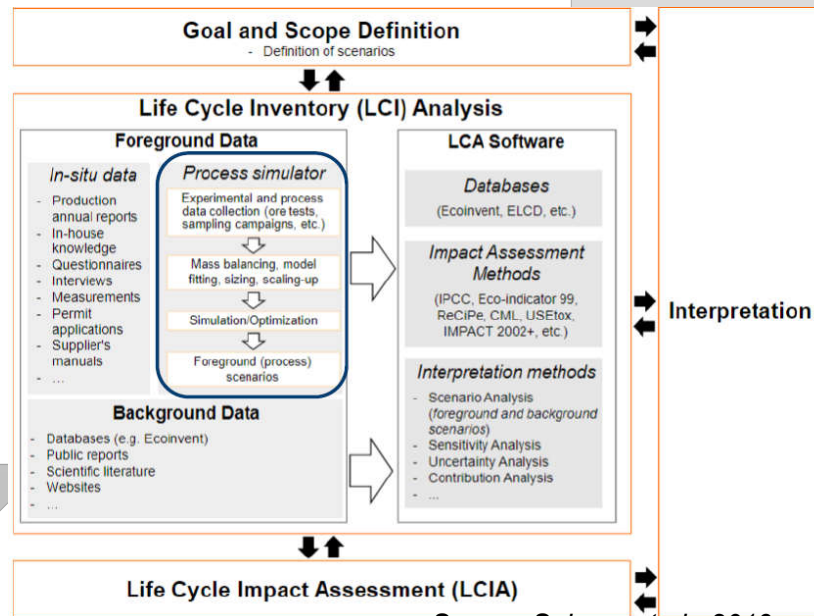 Goal and Scope Definition
- Definition of scenarios
Life Cycle Inventory (LCI) Analysis
Foreground Data
In-situ data
- Production
annual reports
- In-house
knowledge
- Questionnaires
- Interviews
- Measurements
- Permit
applications
- Supplier's
manuals
- ...
Process simulator
Experimental and process
data collection (ore tests,
sampling campaigns, etc.)
Mass balancing, model
fitting, sizing, scaling-up
Simulation/Optimization
Foreground (process)
scenarios
Background Data
- Databases (e.g. Ecoinvent)
- Public reports
- Scientific literature
- Websites
- ...
LCA Software
Databases
(Ecoinvent, ELCD, etc.)
Impact Assessment
Methods
(IPCC, Eco-indicator 99,
ReCiPe, CML, USEtox,
IMPACT 2002+, etc.)
Interpretation methods
- Scenario Analysis
(foreground and background
scenarios)
- Sensitivity Analysis
- Uncertainty Analysis
- Contribution Analysis
- ...
Interpretation
Life Cycle Impact Assessment (LCIA)